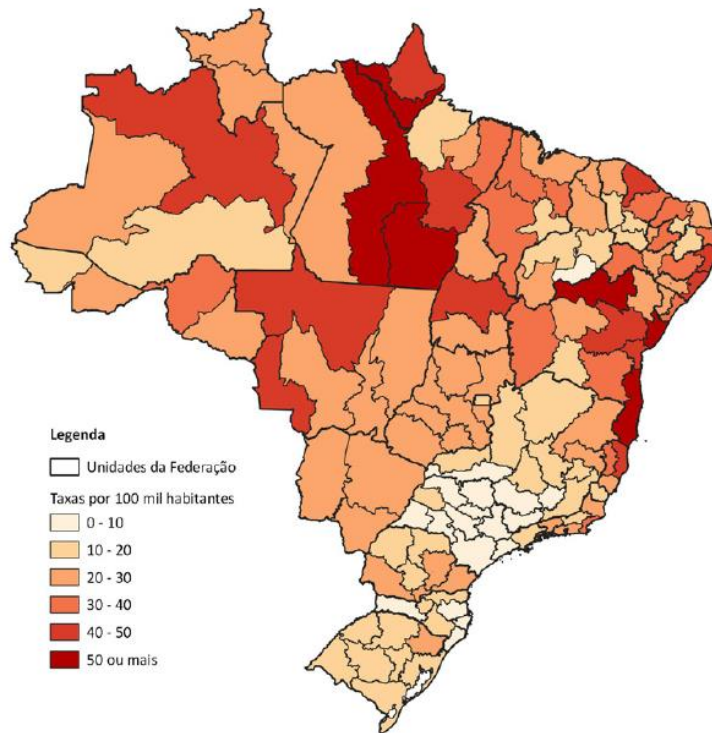 Legenda
Unidades da Federação
Taxas por 100 mil habitantes
0 - 10
10 - 20
20 - 30
30 - 40
40 - 50
50 ou mais